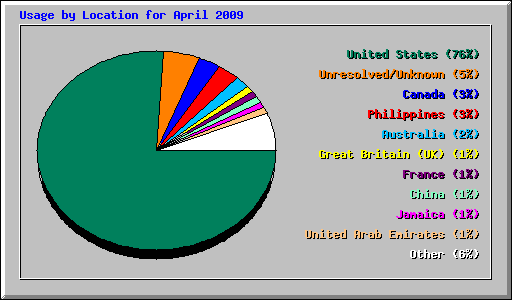 Usage by Location for April 2009
United States (76%)
Unresolved/Unknown (5%)
Canada (3%)
Philippines (3%)
Australia (2%)
Great Britain (UK) (1%)
France (1%)
China (1%)
Jamaica (1%)
United Arab Emirates (1%)
Other (6%)